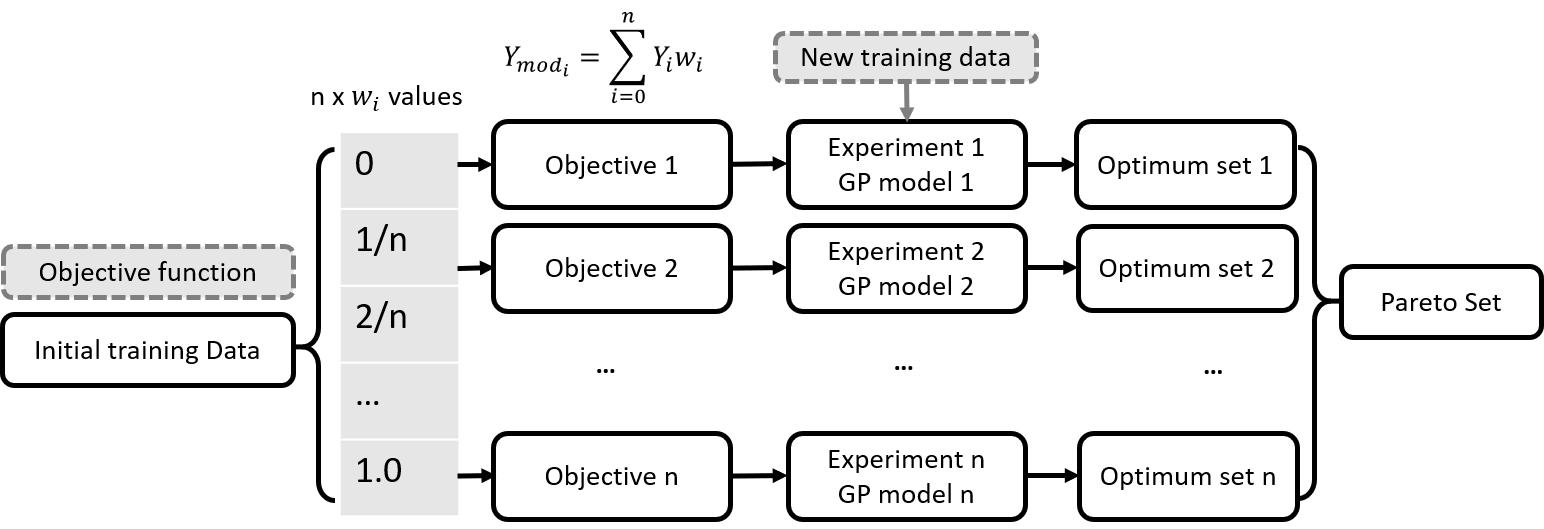 Y_{mod_i} = \sum_{i=0}^{n} Y_i w_i
New training data
n x w_i values
0
Objective 1
Experiment 1
GP model 1
Optimum set 1
1/n
Objective 2
Experiment 2
GP model 2
Optimum set 2
Objective function
2/n
Pareto Set
Initial training Data
...
...
...
...
1.0
Objective n
Experiment n
GP model n
Optimum set n